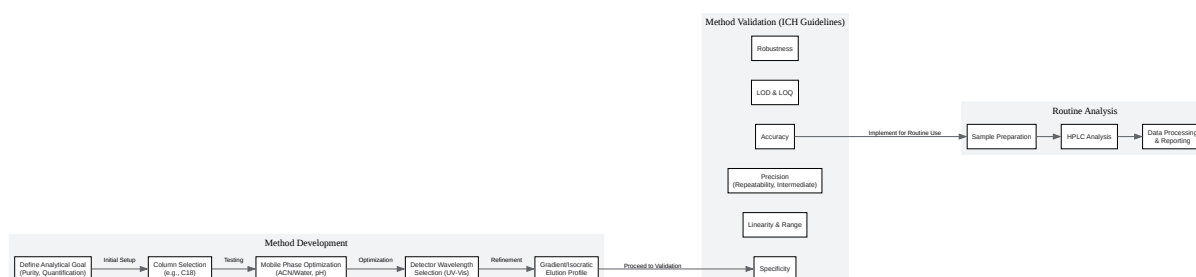 Method Validation (ICH Guidelines)
Robustness
LOD & LOQ
Accuracy
Precision
(Repeatability, Intermediate)
Linearity & Range
Specificity
Implement for Routine Use
Routine Analysis
Sample Preparation
HPLC Analysis
Data Processing
& Reporting
Method Development
Define Analytical Goal
(Purity, Quantification)
Initial Setup
Column Selection
(e.g., C18)
Testing
Mobile Phase Optimization
(ACN/Water, pH)
Optimization
Detector Wavelength
Selection (UV-Vis)
Refinement
Gradient/Isocratic
Elution Profile
Proceed to Validation